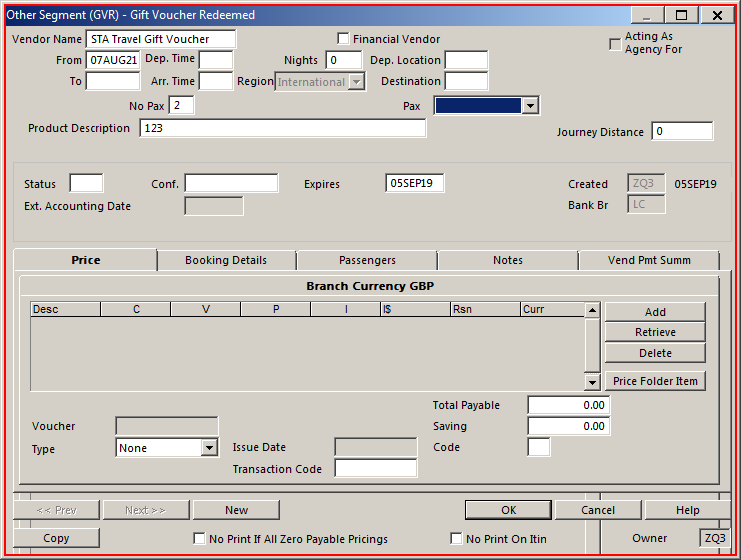 Other Segment (GVR) - Gift Voucher Redeemed
Vendor Name STA Travel Gift Voucher Financial Vendor Acting As Agency For
From 07AUG21 Dep. Time Nights 0 Dep. Location
To Arr. Time Region International Destination
No Pax 2 Pax
Product Description 123 Journey Distance 0
Status Conf. Expires 05SEP19 Created ZQ3 05SEP19
Ext. Accounting Date Bank Br LC
Price Booking Details Passengers Notes Vend Pmt Summ
Branch Currency GBP
Desc C V P I I$ Rsn Curr Add
Retrieve
Delete
Price Folder Item
Total Payable 0.00
Voucher Saving 0.00
Type None Issue Date Code
Transaction Code
<< Prev Next >> New OK Cancel Help
Copy No Print If All Zero Payable Pricings No Print On Itin Owner ZQ3